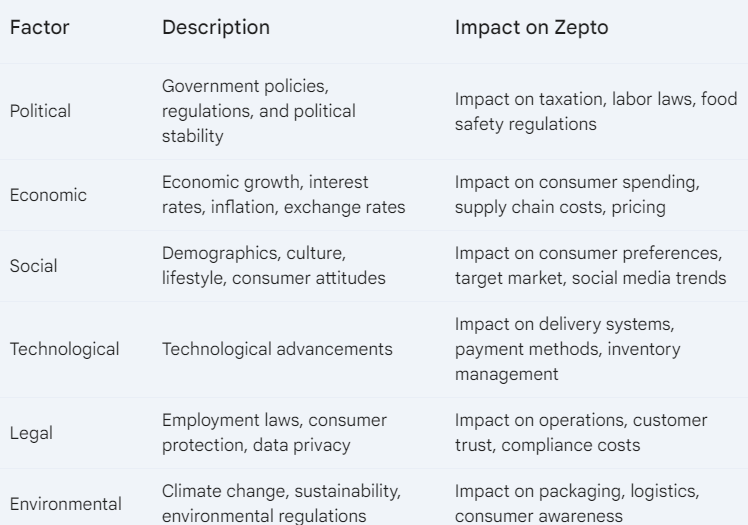 Factor Description Impact on Zepto
Political
Government policies,
regulations, and political
stability
Impact on taxation, labor laws, food
safety regulations
Economic
Economic growth, interest
rates, inflation, exchange rates
Impact on consumer spending,
supply chain costs, pricing
Social
Demographics, culture,
lifestyle, consumer attitudes
Impact on consumer preferences,
target market, social media trends
Technological
Technological advancements
Impact on delivery systems,
payment methods, inventory
management
Legal
Employment laws, consumer
protection, data privacy
Impact on operations, customer
trust, compliance costs
Environmental
Climate change, sustainability,
environmental regulations
Impact on packaging, logistics,
consumer awareness